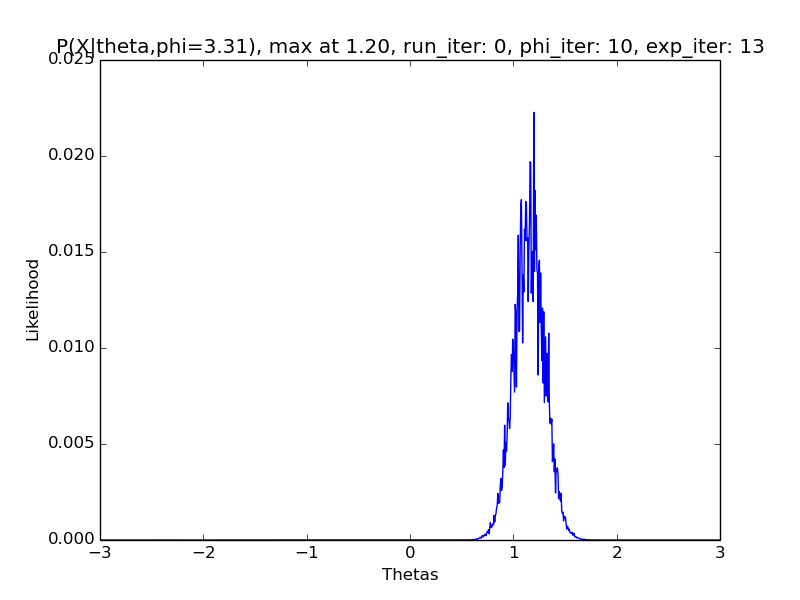 P(X|theta,phi=3.31), max at 1.20, run_iter: 0, phi_iter: 10, exp_iter: 13
0.025
0.020
0.015
0.010
0.005
0.000
Likelihood
−3 −2 −1 0 1 2 3
Thetas